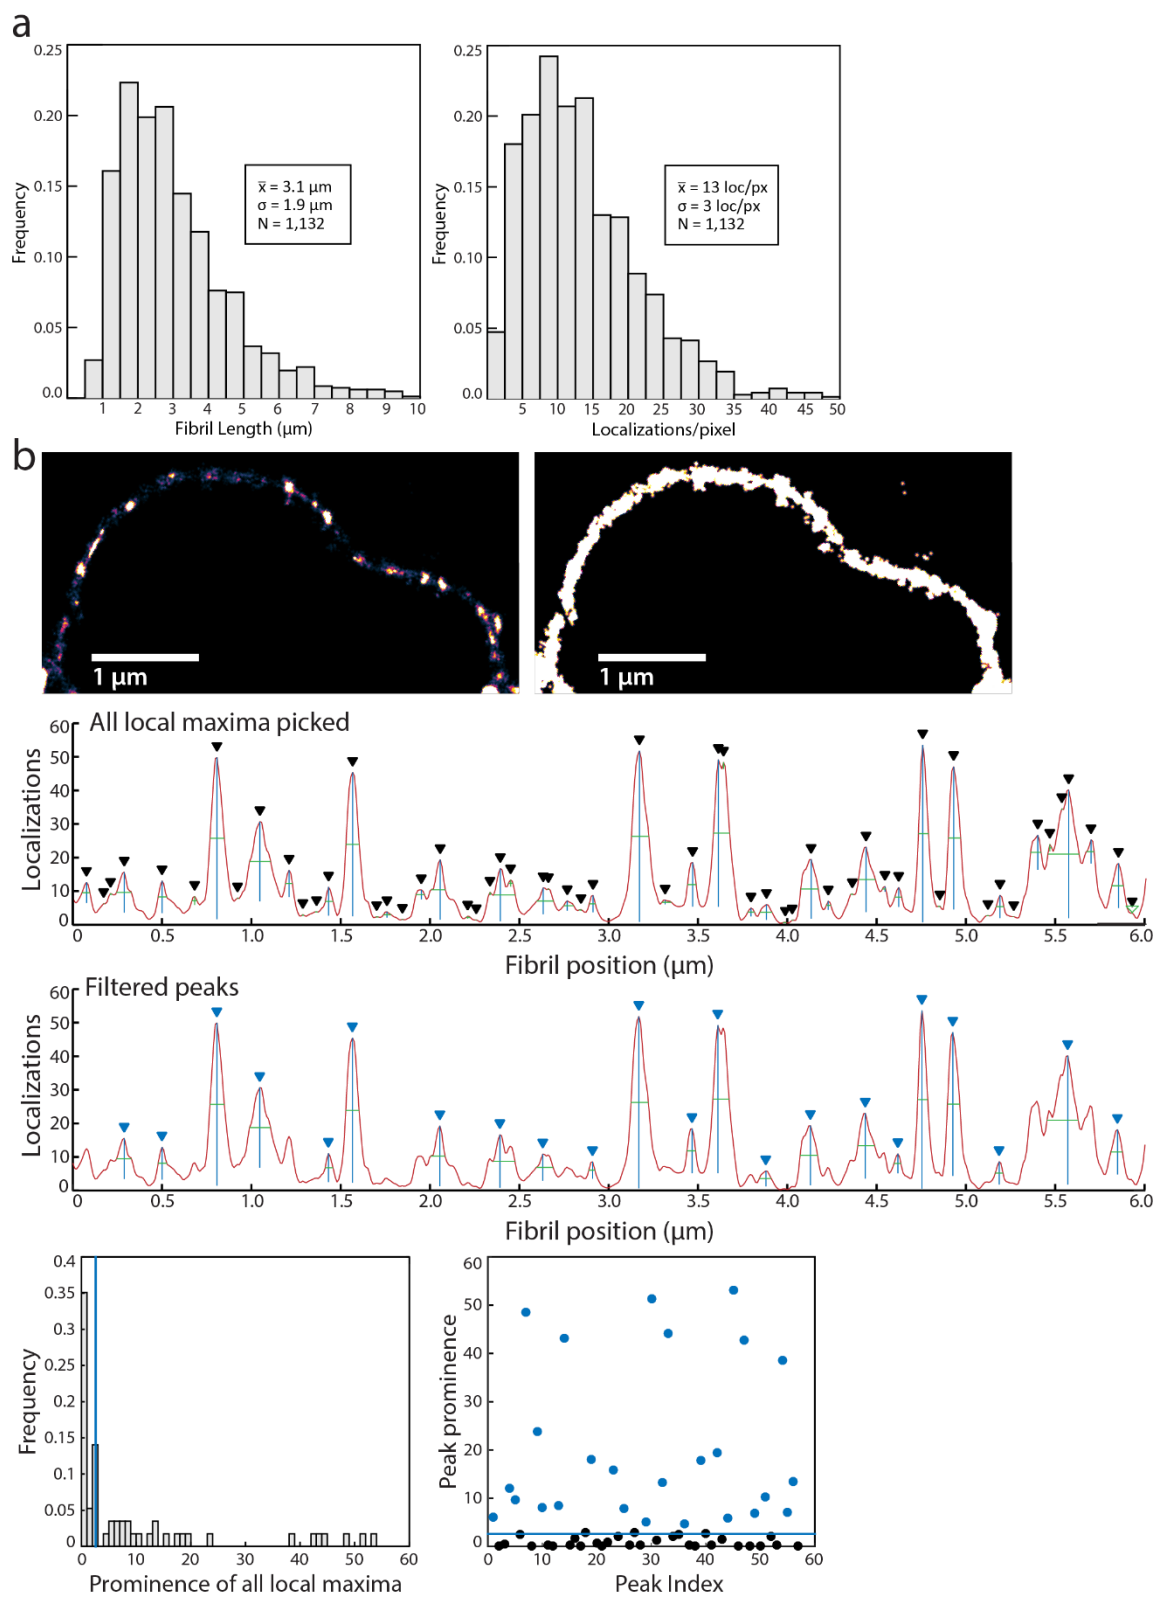 a
0.25
0.20
0.15
0.10
0.05
0.0
Frequency
x̅ = 3.1 µm
σ = 1.9 µm
N = 1,132
1 2 3 4 5 6 7 8 9 10
Fibril Length (µm)
0.25
0.20
0.15
0.10
0.05
0.0
Frequency
x̅ = 13 loc/px
σ = 3 loc/px
N = 1,132
5 10 15 20 25 30 35 40 45 50
Localizations/pixel
b
1 µm
1 µm
All local maxima picked
60
50
40
30
20
10
0
Localizations
0 0.5 1.0 1.5 2.0 2.5 3.0 3.5 4.0 4.5 5.0 5.5 6.0
Fibril position (µm)
Filtered peaks
60
50
40
30
20
10
0
Localizations
0 0.5 1.0 1.5 2.0 2.5 3.0 3.5 4.0 4.5 5.0 5.5 6.0
Fibril position (µm)
0.4
0.35
0.3
0.25
0.2
0.15
0.1
0.05
0
Frequency
0 20 40 60
Prominence of all local maxima
60
50
40
30
20
10
0
Peak prominence
0 10 20 30 40 50 60
Peak Index